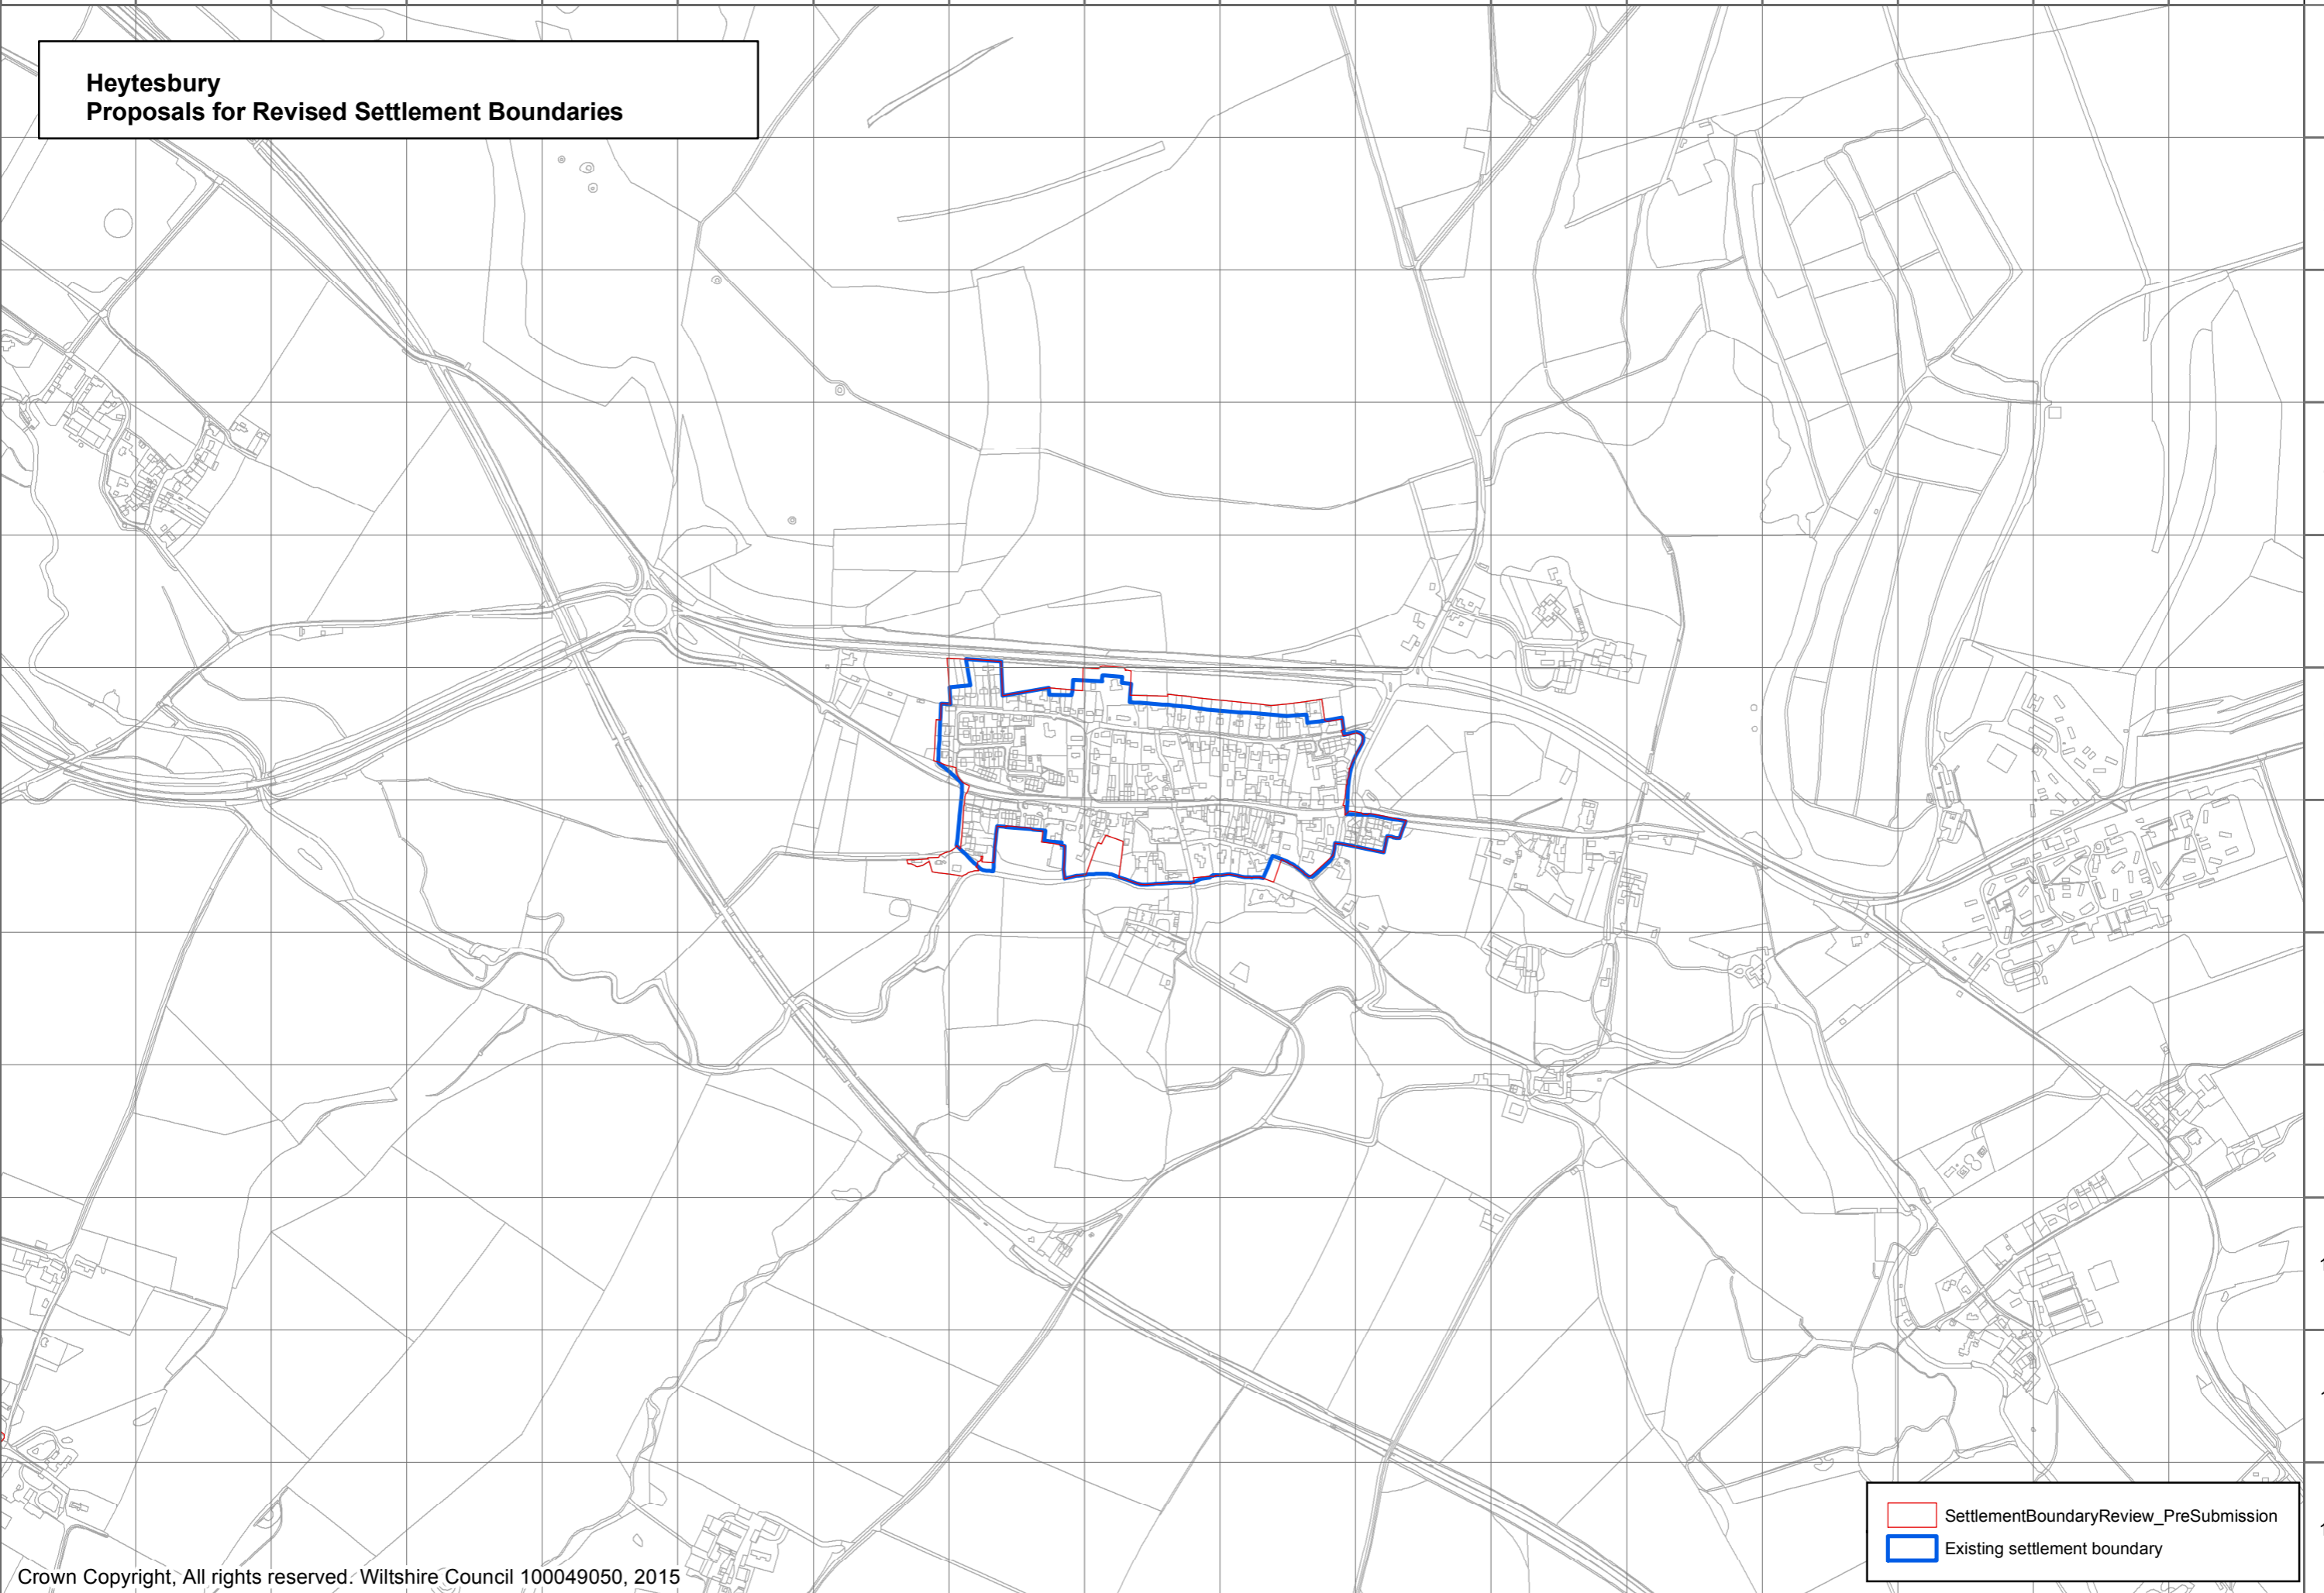 Heytesbury
Proposals for Revised Settlement Boundaries
SettlementBoundaryReview_PreSubmission
Existing settlement boundary
Crown Copyright, All rights reserved. Wiltshire Council 100049050, 2015